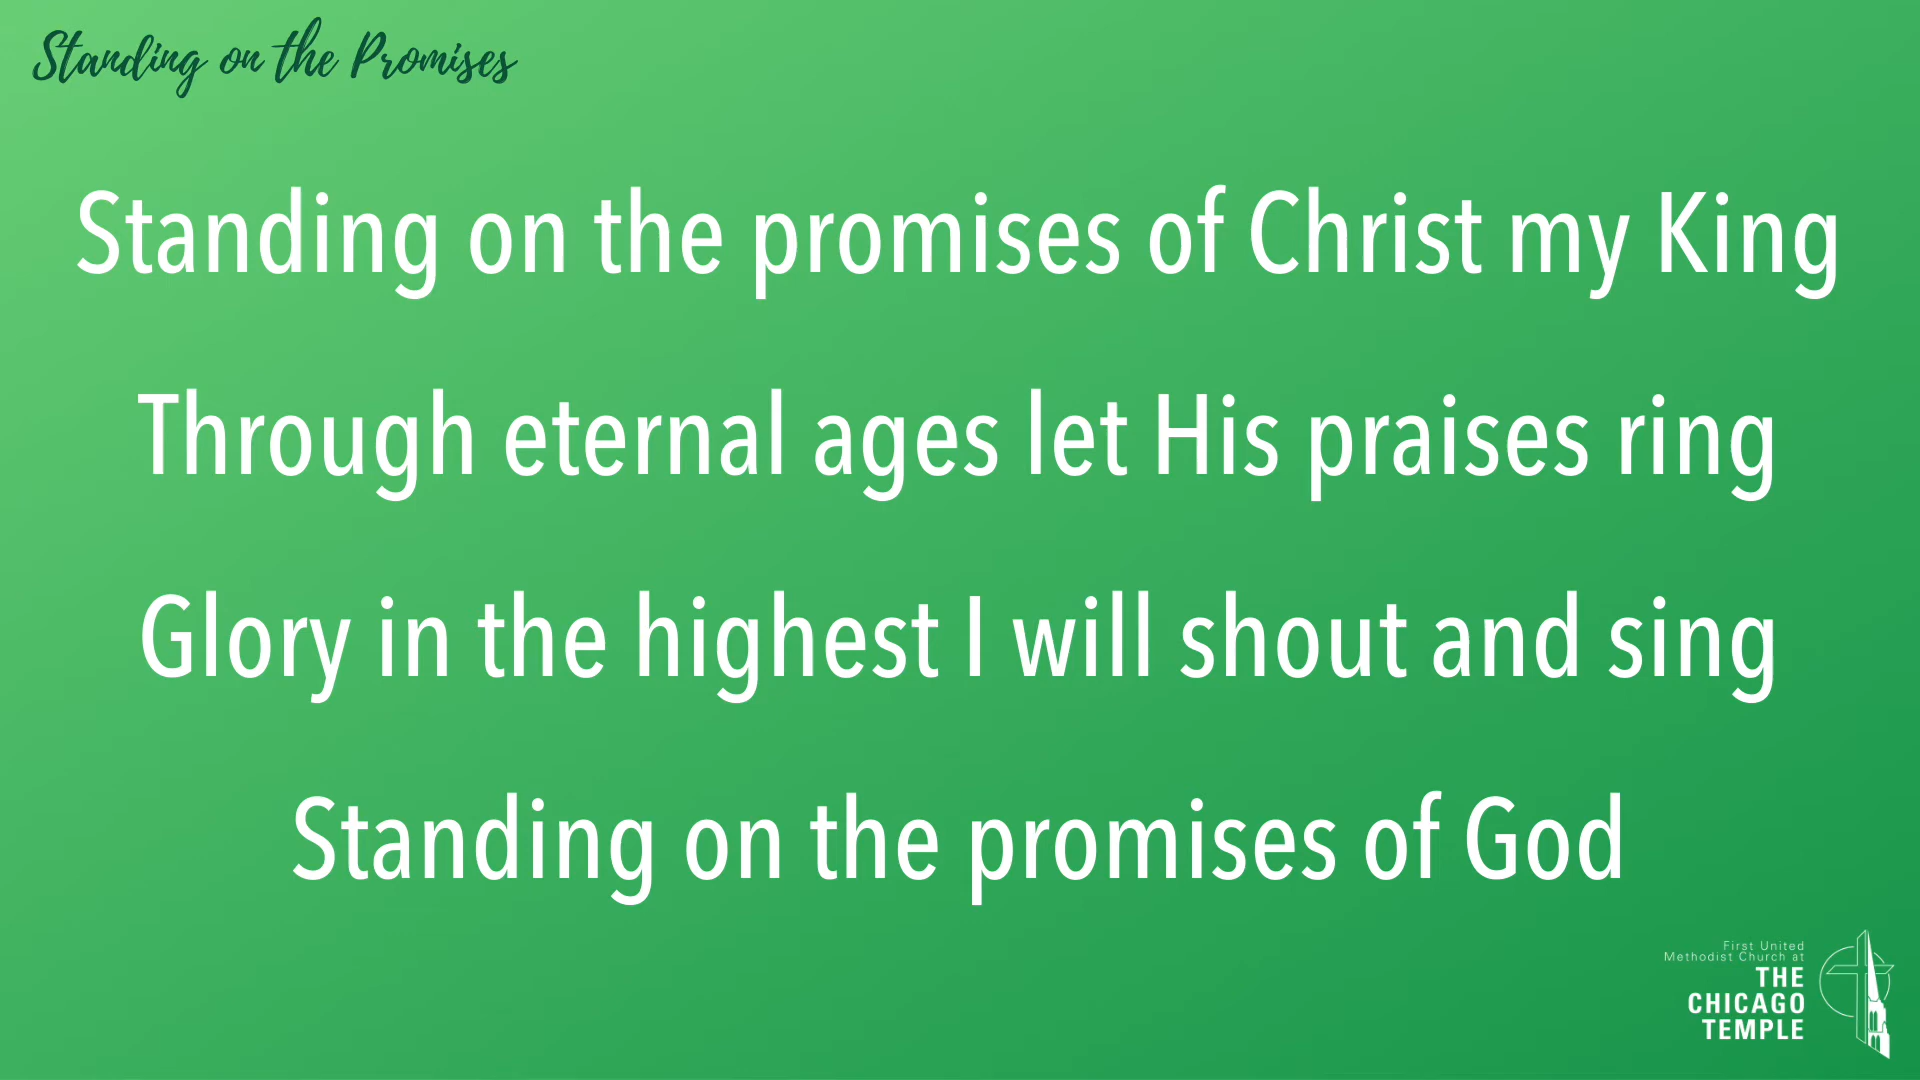 Standing on the Promises
Standing on the promises of Christ my King
Through eternal ages let His praises ring
Glory in the highest I will shout and sing
Standing on the promises of God
First United
Methodist Church at
THE
CHICAGO
TEMPLE